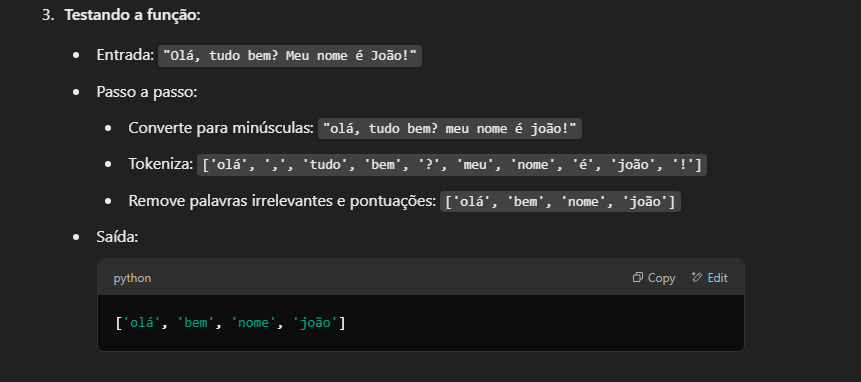 3. Testando a função:
• Entrada: "Olá, tudo bem? Meu nome é João!"
• Passo a passo:
• Converte para minúsculas: "olá, tudo bem? meu nome é joão!"
• Tokeniza: ['olá', ',', 'tudo', 'bem', '?', 'meu', 'nome', 'é', 'joão', '!']
• Remove palavras irrelevantes e pontuações: ['olá', 'bem', 'nome', 'joão']
• Saída:
python Copy Edit
['olá', 'bem', 'nome', 'joão']